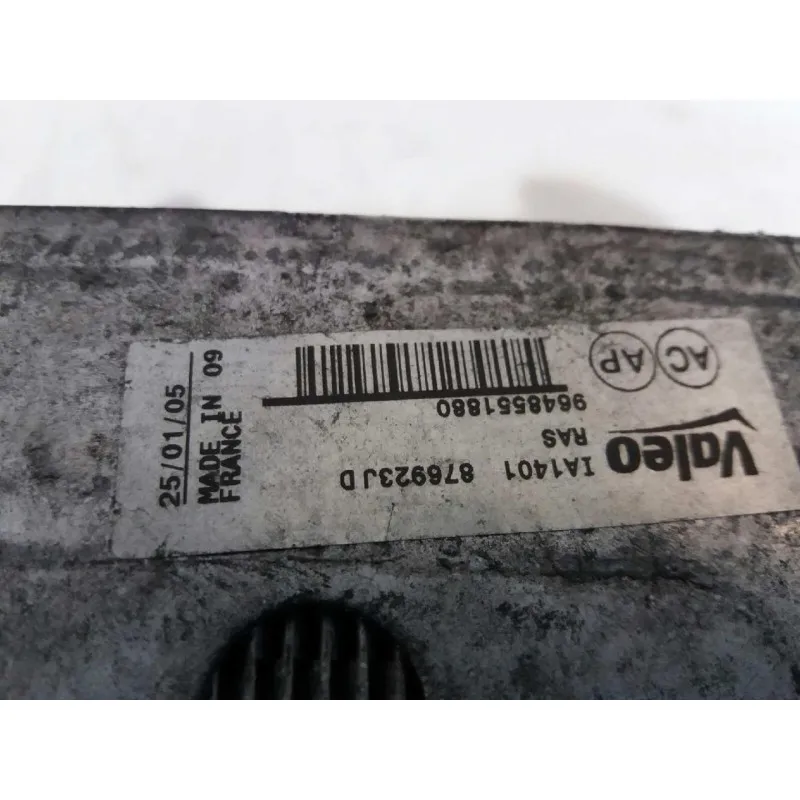 Valeo
RAS
IA1401
876923J D
AC
AP
9648551880
25/01/05
MADE IN 09
FRANCE